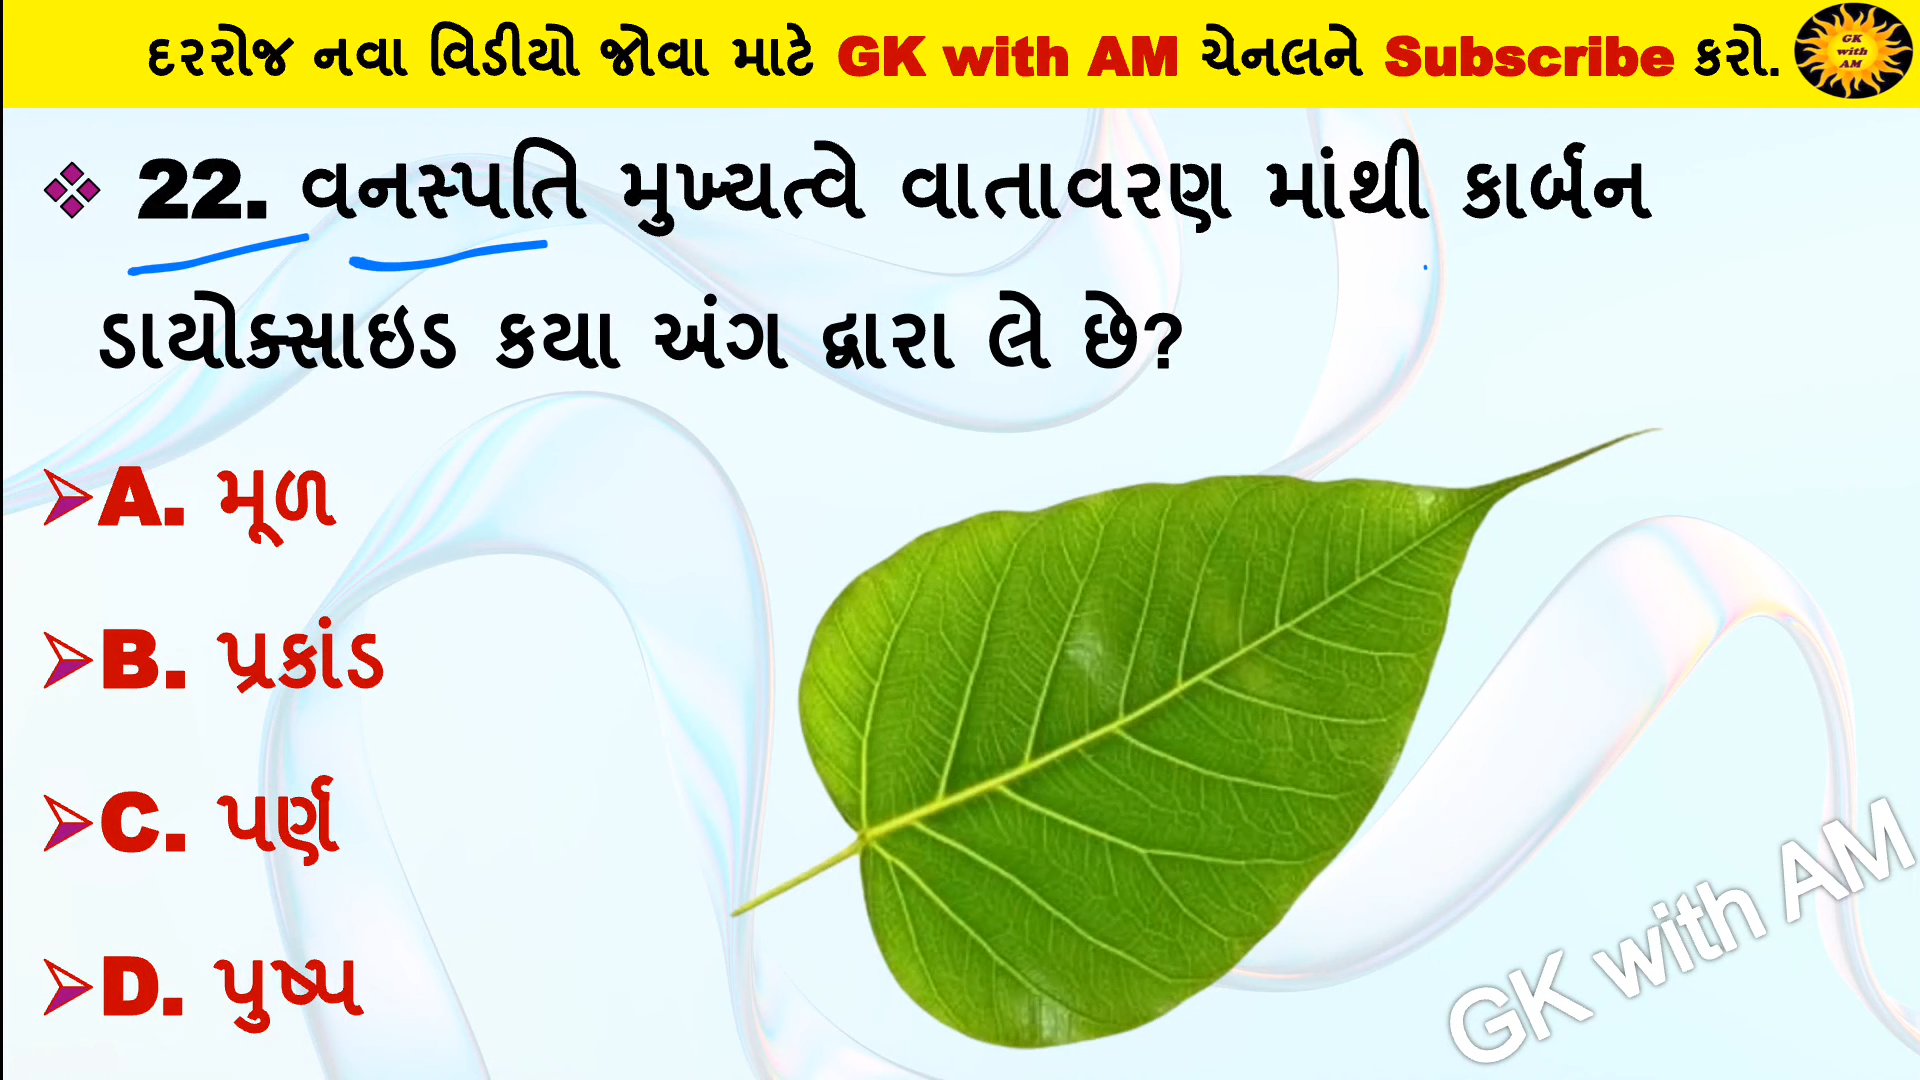 દરરોજ નવા વિડીયો જોવા માટે GK with AM ચેનલને Subscribe કરો.
GK
with
AM
22. વનસ્પતિ મુખ્યત્વે વાતાવરણ માંથી કાર્બન
ડાયોક્સાઇડ કયા અંગ દ્વારા લે છે?
A. મૂળ
B. પ્રકાંડ
C. પર્ણ
D. પુષ્પ
GK with AM